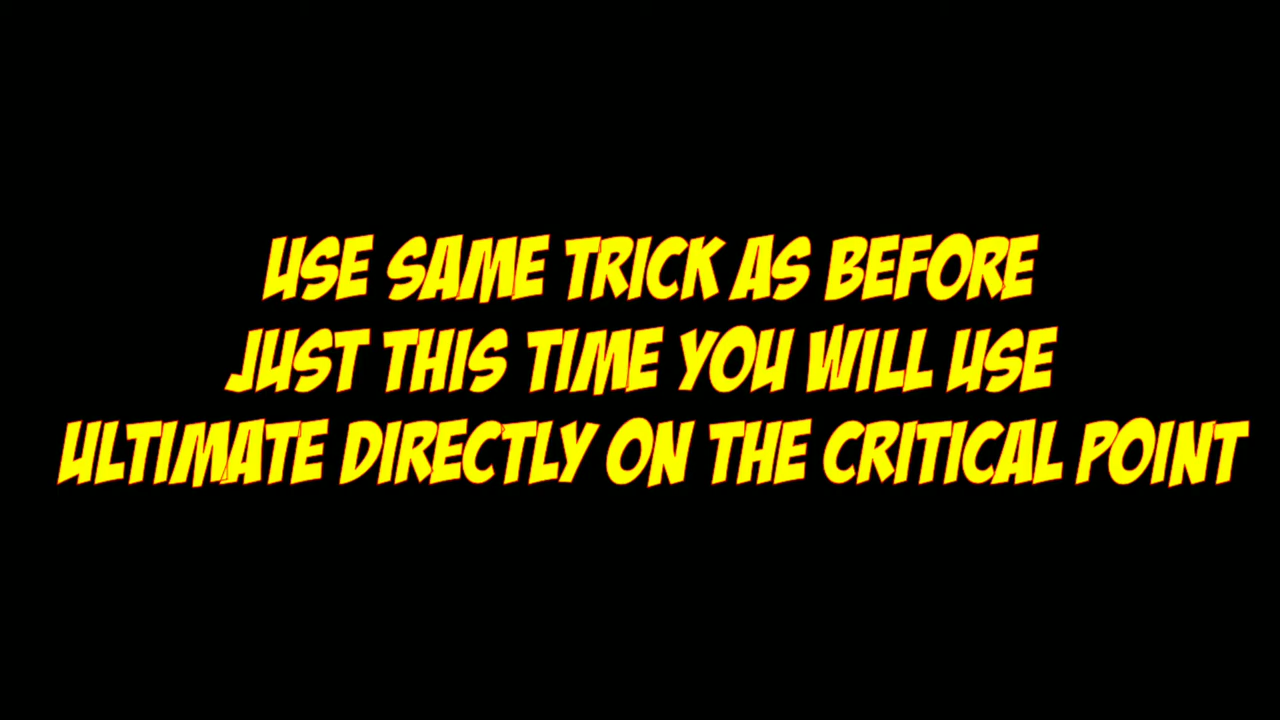 USE SAME TRICK AS BEFORE
JUST THIS TIME YOU WILL USE
ULTIMATE DIRECTLY ON THE CRITICAL POINT